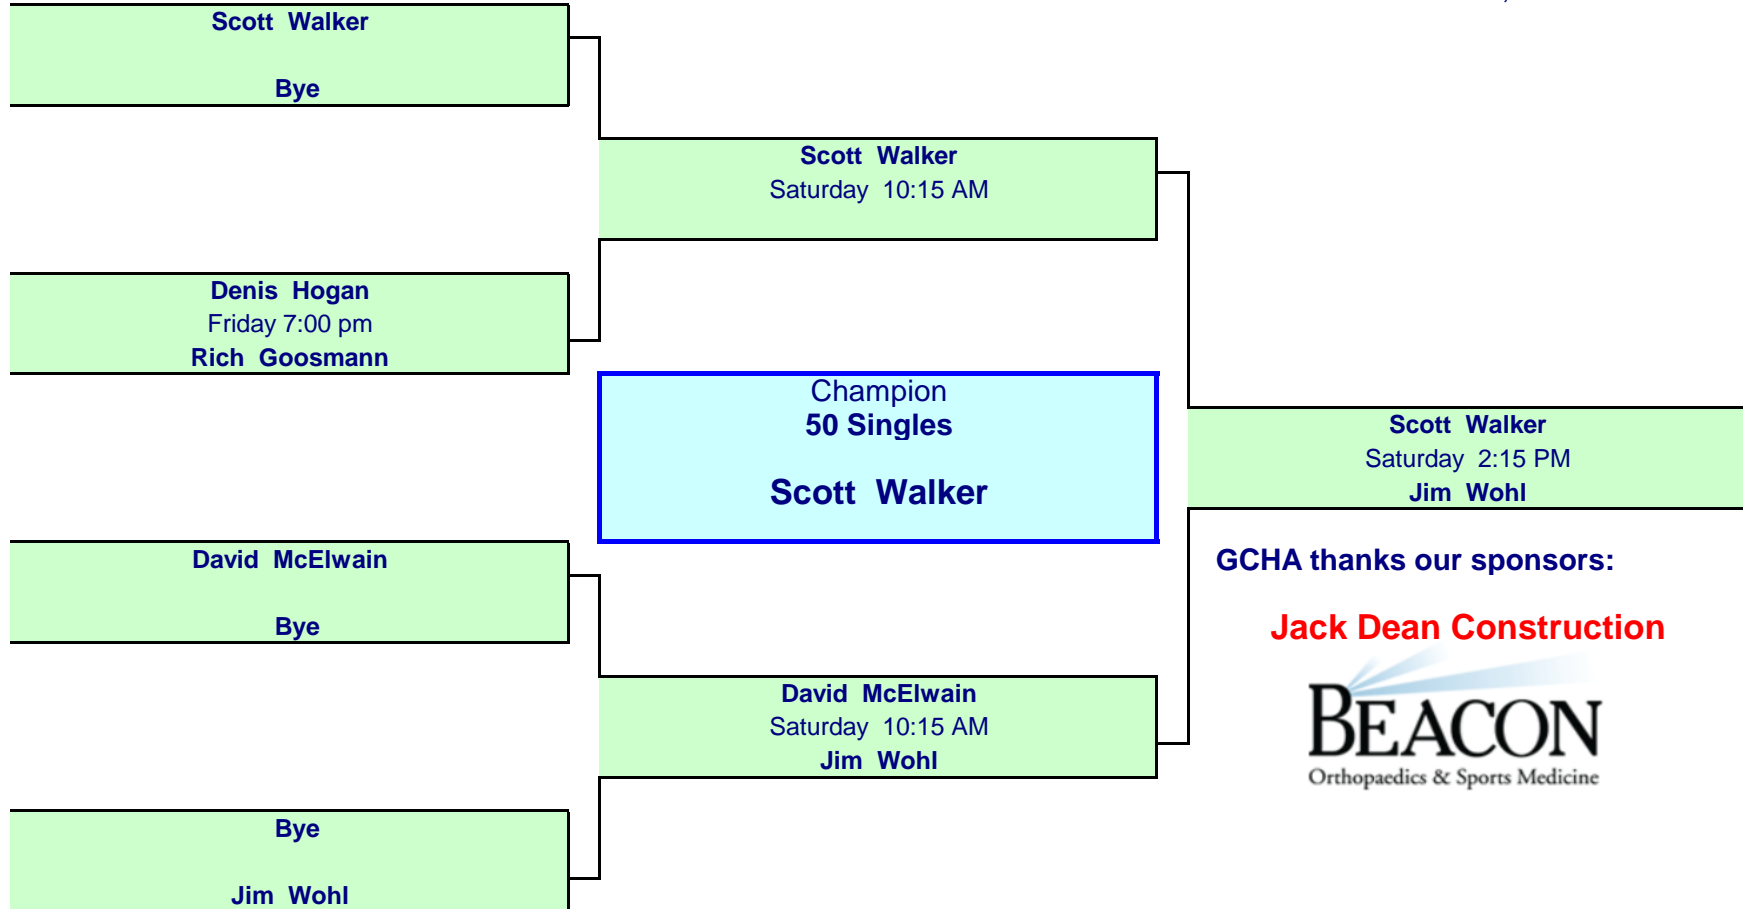 Scott Walker
Bye
Scott Walker
Saturday 10:15 AM
Denis Hogan
Friday 7:00 pm
Rich Goosmann
Champion
50 Singles
Scott Walker
Scott Walker
Saturday 2:15 PM
Jim Wohl
David McElwain
Bye
GCHA thanks our sponsors:
Jack Dean Construction
David McElwain
Saturday 10:15 AM
Jim Wohl
BEACON
Orthopaedics & Sports Medicine
Bye
Jim Wohl